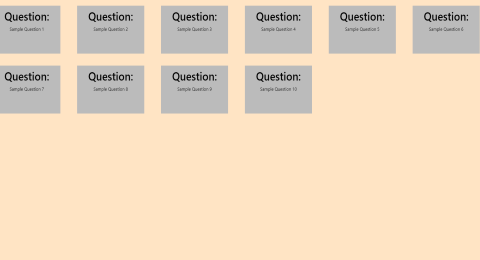 Question:
Sample Question 1
Question:
Sample Question 2
Question:
Sample Question 3
Question:
Sample Question 4
Question:
Sample Question 5
Question:
Sample Question 6
Question:
Sample Question 7
Question:
Sample Question 8
Question:
Sample Question 9
Question:
Sample Question 10